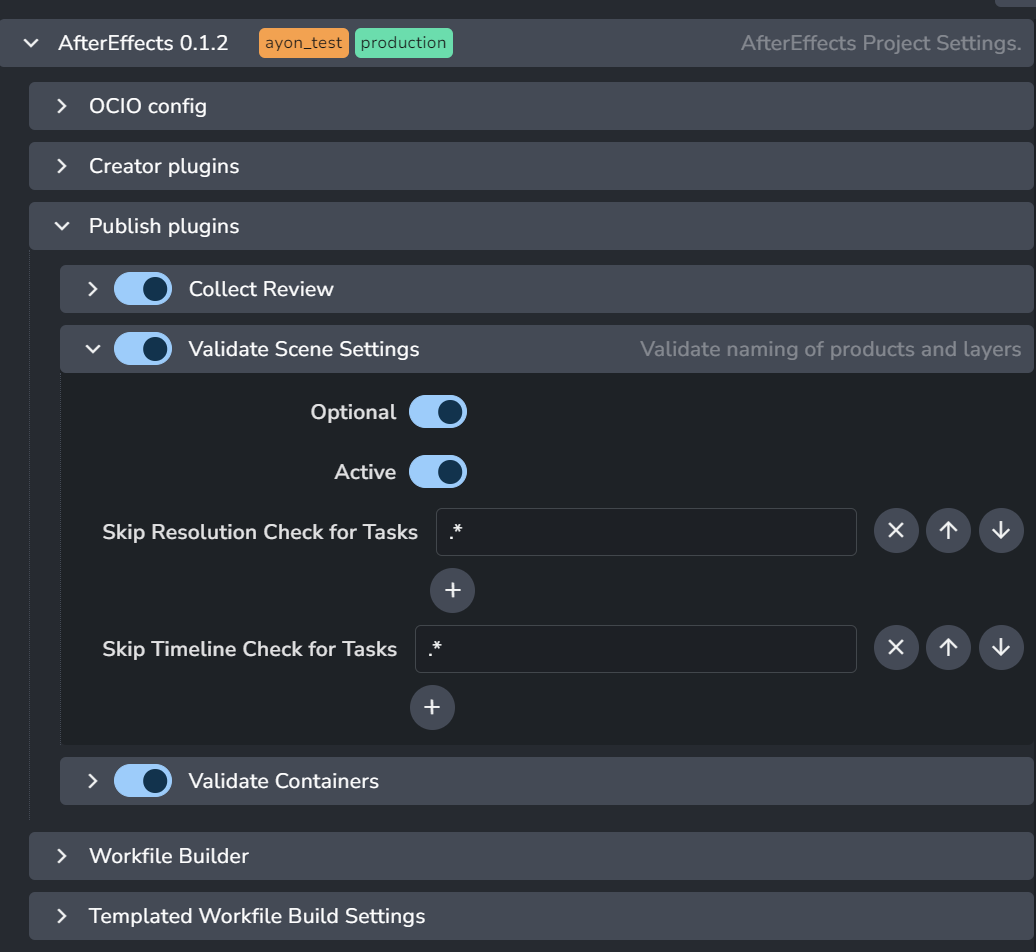 AfterEffects 0.1.2 ayon_test production AfterEffects Project Settings.
OCIO config
Creator plugins
Publish plugins
Collect Review
Validate Scene Settings Validate naming of products and layers
Optional
Active
Skip Resolution Check for Tasks .*
Skip Timeline Check for Tasks .*
Validate Containers
Workfile Builder
Templated Workfile Build Settings